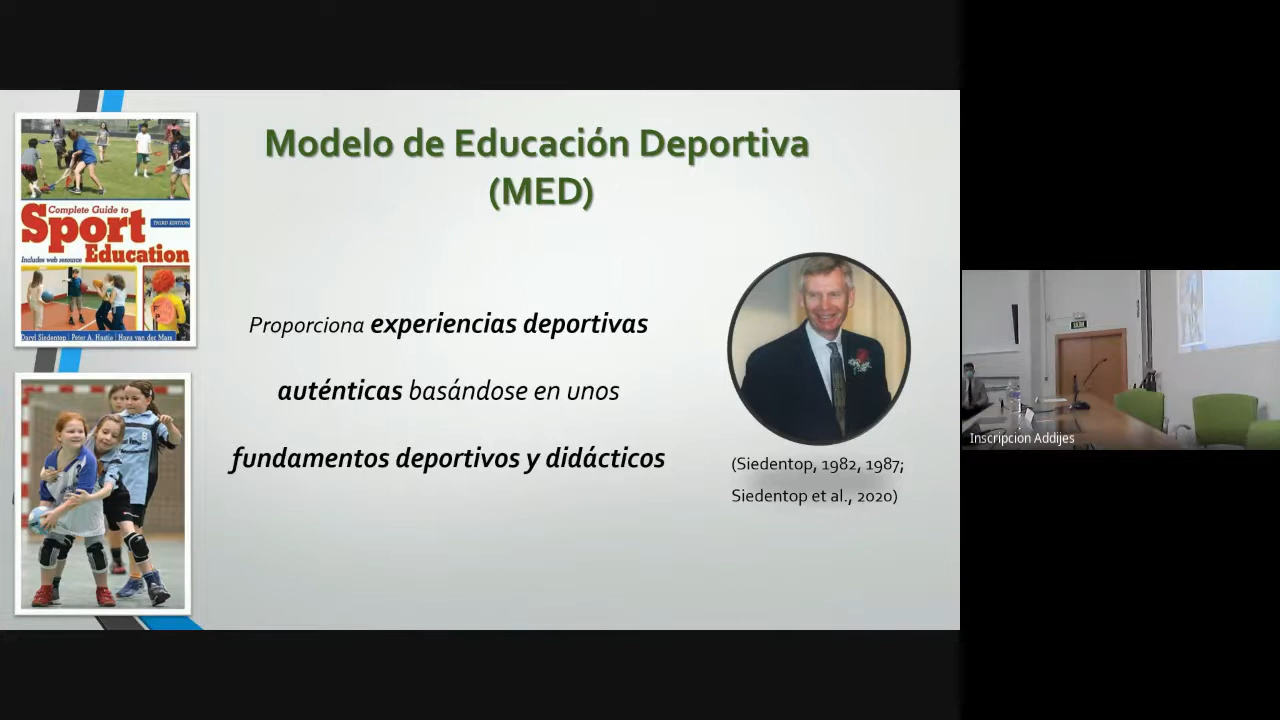 Modelo de Educación Deportiva
(MED)
Complete Guide to
Sport
THIRD EDITION
Includes web resource
Education
Daryl Siedentop | Peter A. Hastie | Hans van der Mars
Proporciona experiencias deportivas
auténticas basándose en unos
fundamentos deportivos y didácticos
(Siedentop, 1982, 1987;
Siedentop et al., 2020)
Inscripcion Addijes